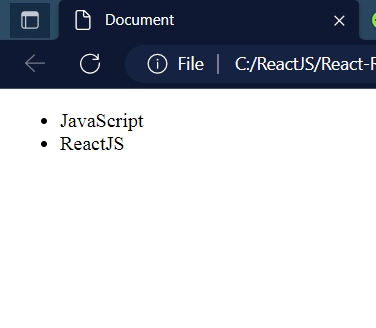 Document
File
C:/ReactJS/React-
JavaScript
ReactJS